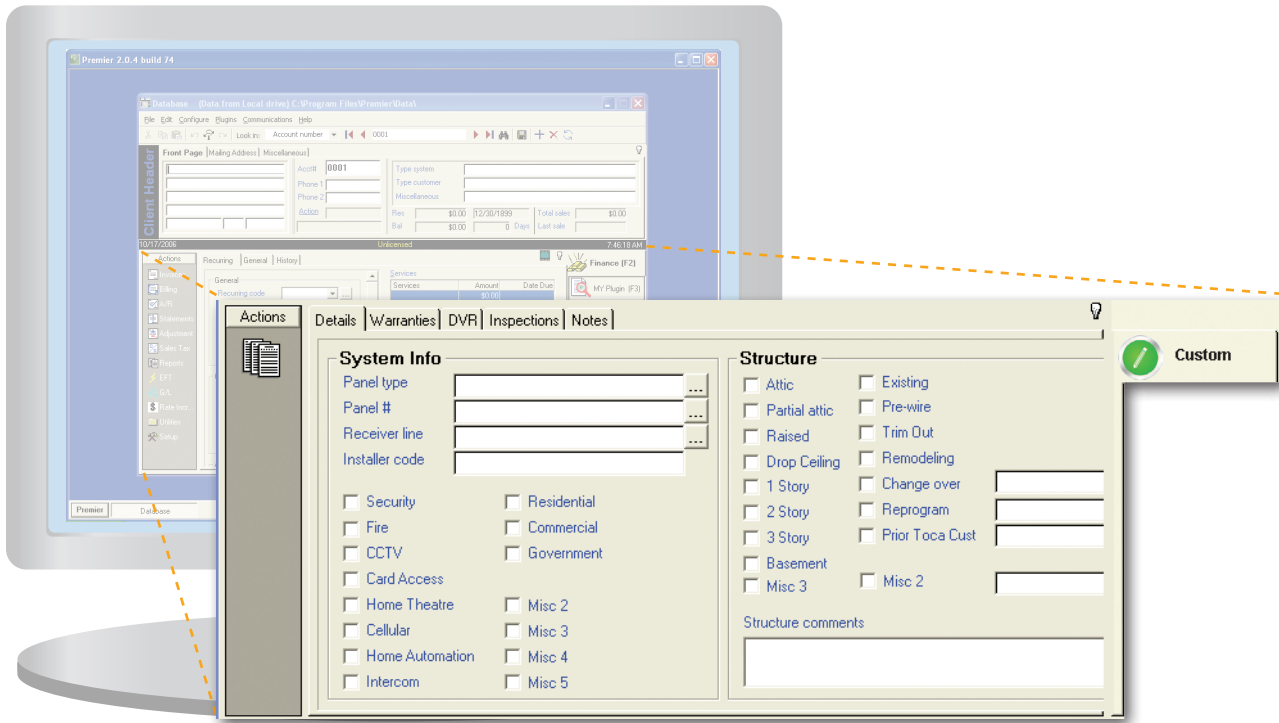 Premier 2.0.4 build 74
Database (Data from Local drive) C:\Program Files\Premier\Data\
File Edit Configure Plugins Communications Help
Look in: Account number 0001
Client Header
Front Page Mailing Address Miscellaneous
Acct# 0001 Type system
Phone 1 Type customer
Phone 2 Miscellaneous
Action Rev $0.00 12/30/1899 Total sales $0.00
Bal $0.00 0 Days Last sale
10/17/2006 Unlicensed 7:46:18 AM
Actions Recurring General History Finance (F2)
General Services
Billing Recuring code Services Amount Date Due MY Plugin (F3)
$0.00
A/R
Statements
Adjustment
Sales Tax
Reports
EFT
G/L
Rate Incr.
Utilities
Setup
Premier Database
Actions Details Warranties DVR Inspections Notes
Custom
System Info
Panel type
Panel #
Receiver line
Installer code
Security Residential
Fire Commercial
CCTV Government
Card Access
Home Theatre Misc 2
Cellular Misc 3
Home Automation Misc 4
Intercom Misc 5
Structure
Attic Existing
Partial attic Pre-wire
Raised Trim Out
Drop Ceiling Remodeling
1 Story Change over
2 Story Reprogram
3 Story Prior Toca Cust
Basement
Misc 3 Misc 2
Structure comments